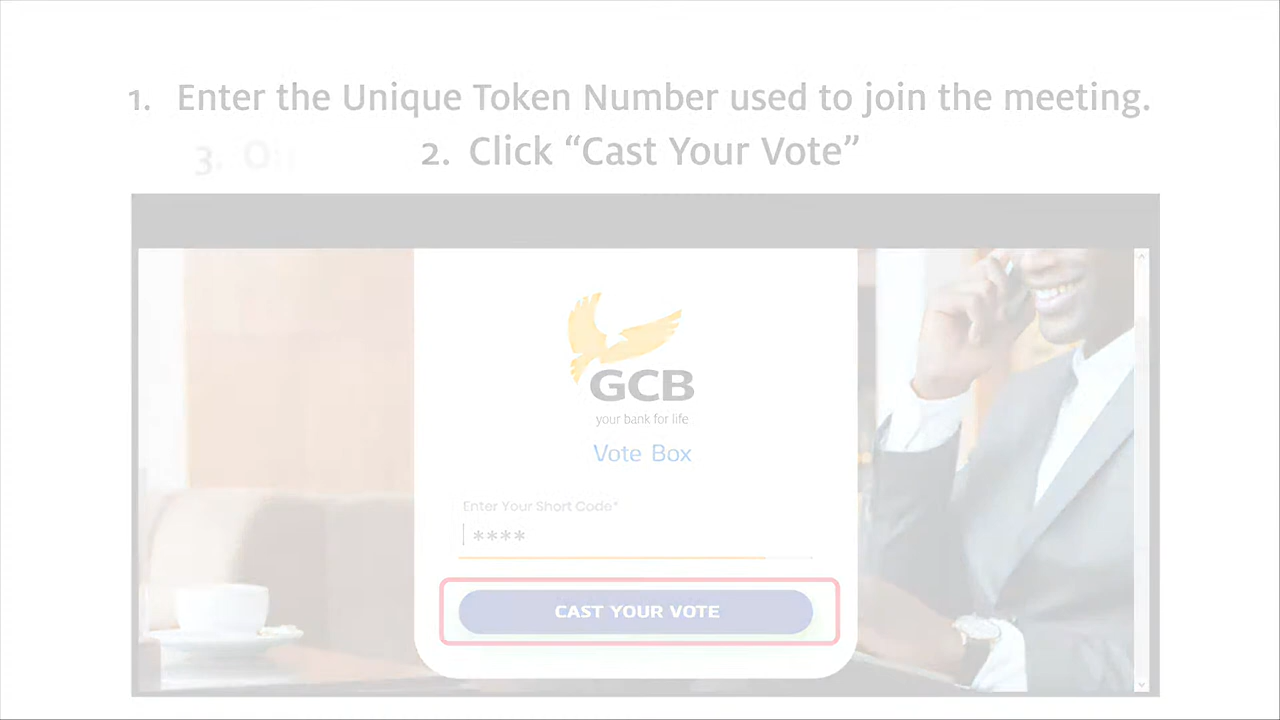 1. Enter the Unique Token Number used to join the meeting.
2. Click “Cast Your Vote”
3.
GCB
your bank for life
Vote Box
Enter Your Short Code*
****
CAST YOUR VOTE